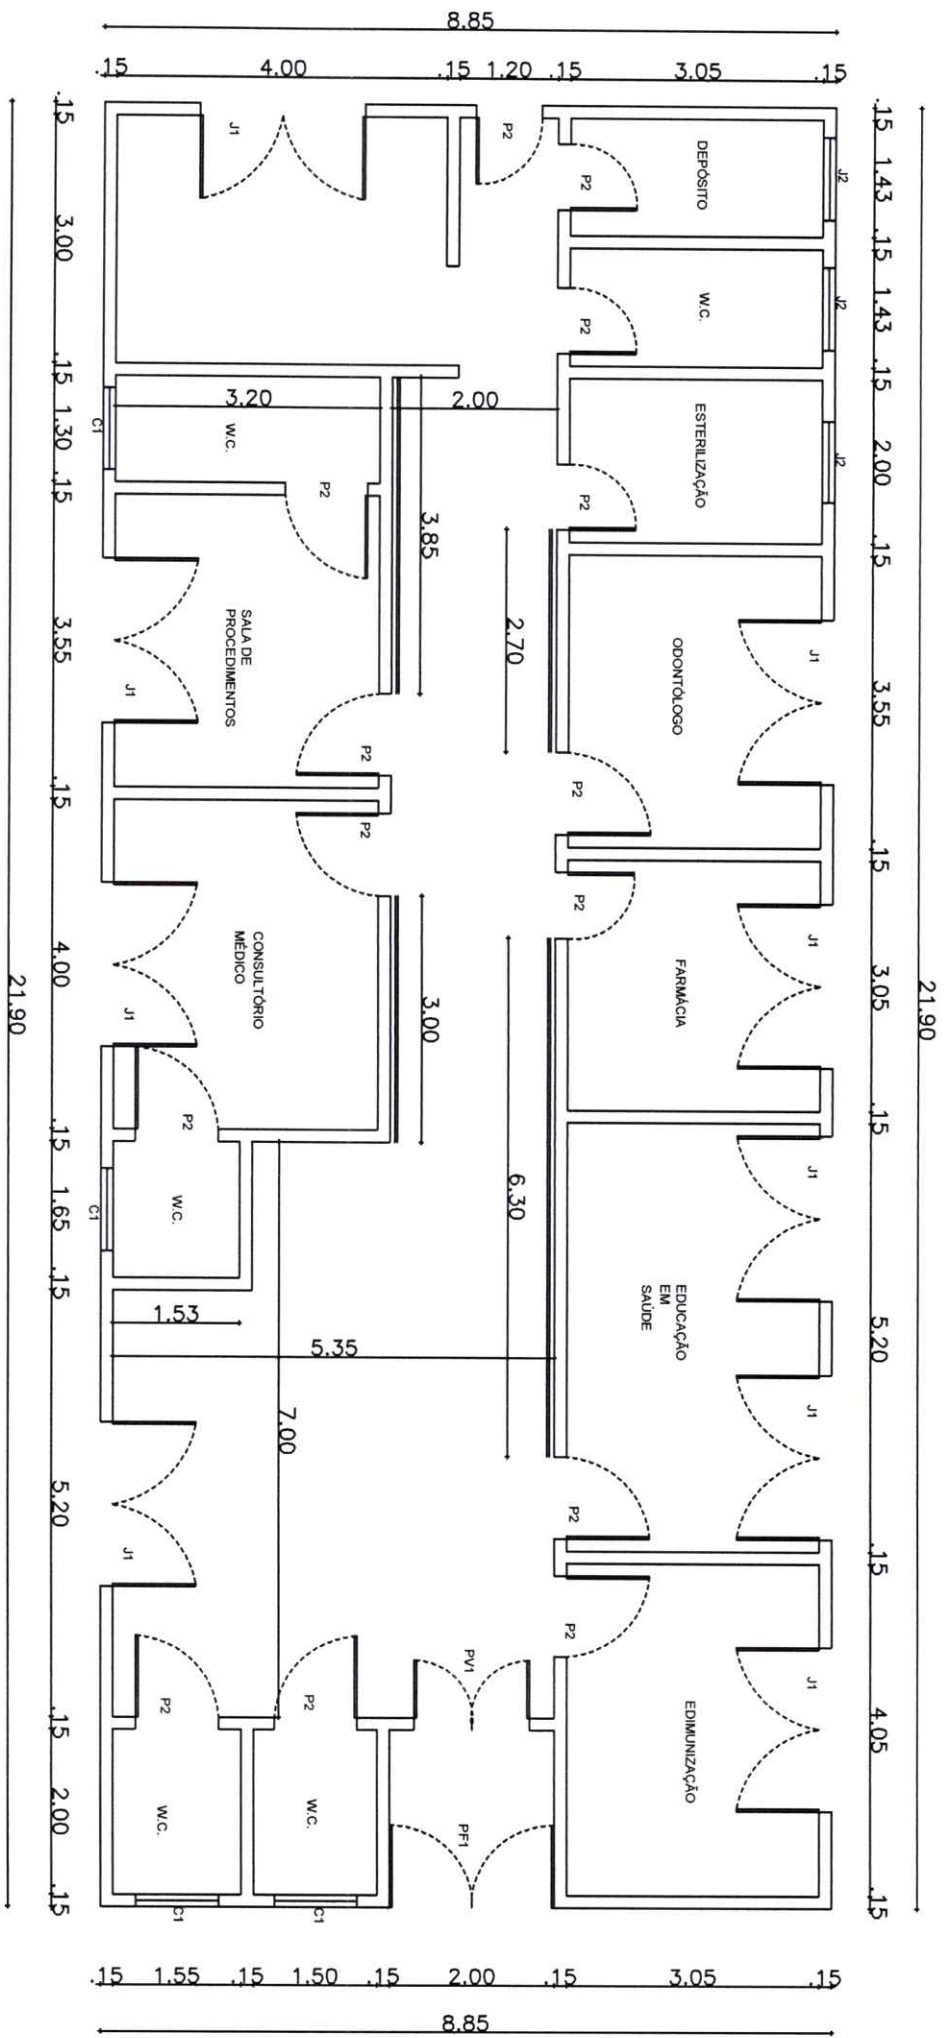 8.85
.15 4.00 .15 1.20 .15 3.05 .15
21.90
.15 3.00 .15 1.30 .15 3.55 .15 4.00 .15 1.65 .15 5.20 .15 2.00 .15
.15 1.43 .15 1.43 .15 2.00 .15 3.55 .15 3.05 .15 5.20 .15 4.05 .15
21.90
J1
P2
P2
DEPÓSITO
J2
P2
W.C.
J2
C1
3.20
W.C.
2.00
P2
3.85
P2
ESTERILIZAÇÃO
J2
2.70
SALA DE
PROCEDIMENTOS
J1
P2
ODONTÓLOGO
J1
P2
P2
P2
CONSULTÓRIO
MÉDICO
J1
3.00
FARMÁCIA
J1
P2
W.C.
C1
6.30
J1
1.53
5.35
EDUCAÇÃO
EM
SAÚDE
J1
7.00
J1
P2
P2
P2
P2
PV1
J1
EDIMUNIZAÇÃO
W.C.
W.C.
PF1
C1
C1
.15 1.55 .15 1.50 .15 2.00 .15 3.05 .15
8.85